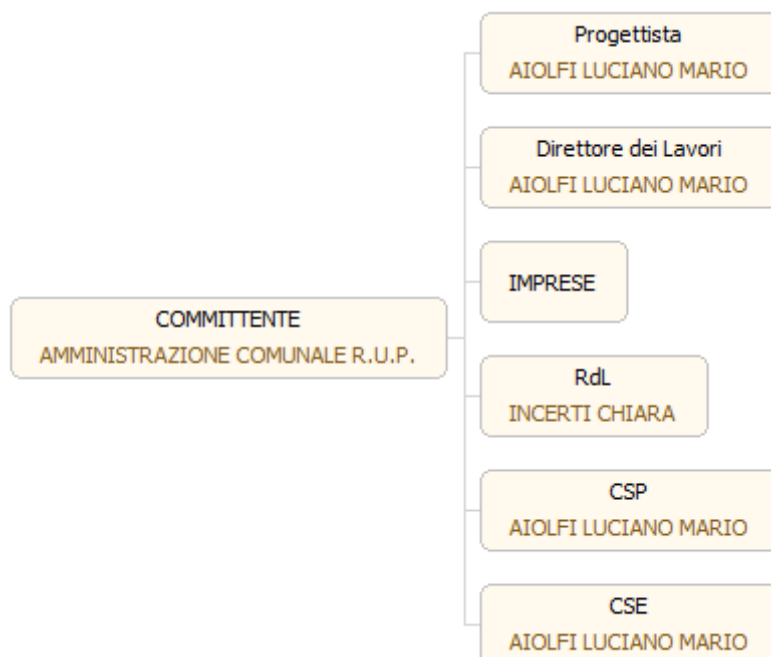 Progettista
AIOLFI LUCIANO MARIO
Direttore dei Lavori
AIOLFI LUCIANO MARIO
IMPRESE
COMMITTENTE
AMMINISTRAZIONE COMUNALE R.U.P.
RdL
INCERTI CHIARA
CSP
AIOLFI LUCIANO MARIO
CSE
AIOLFI LUCIANO MARIO